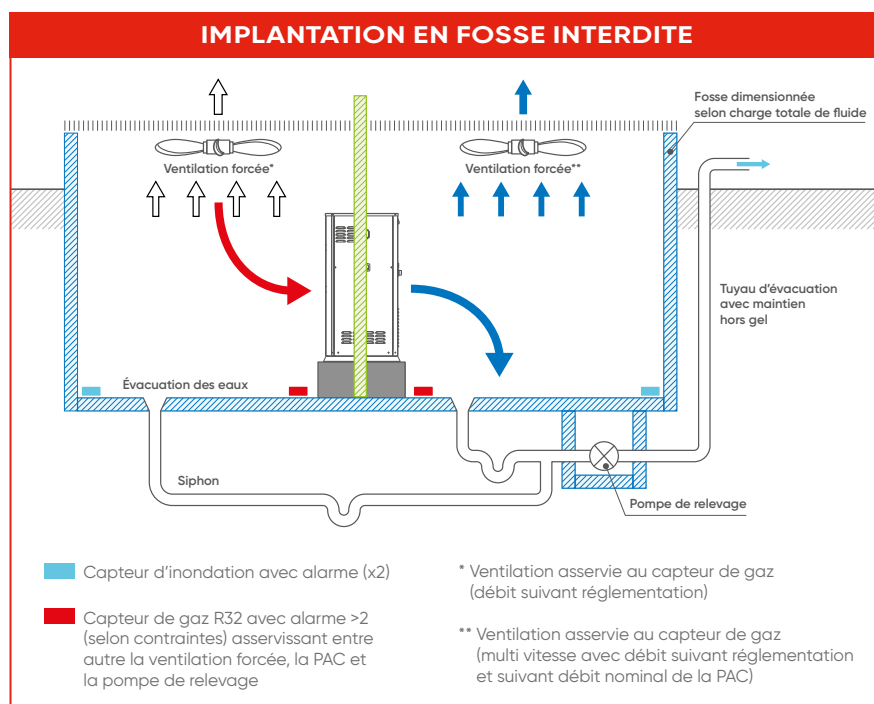 IMPLANTATION EN FOSSE INTERDITE
Fosse dimensionnée
selon charge totale de fluide
Ventilation forcée*
Ventilation forcée**
Tuyau d'évacuation
avec maintien
hors gel
Évacuation des eaux
Siphon
Pompe de relevage
Capteur d'inondation avec alarme (x2)
Capteur de gaz R32 avec alarme >2
(selon contraintes) asservissant entre
autre la ventilation forcée, la PAC et
la pompe de relevage
* Ventilation asservie au capteur de gaz
(débit suivant réglementation)
** Ventilation asservie au capteur de gaz
(multi vitesse avec débit suivant réglementation
et suivant débit nominal de la PAC)